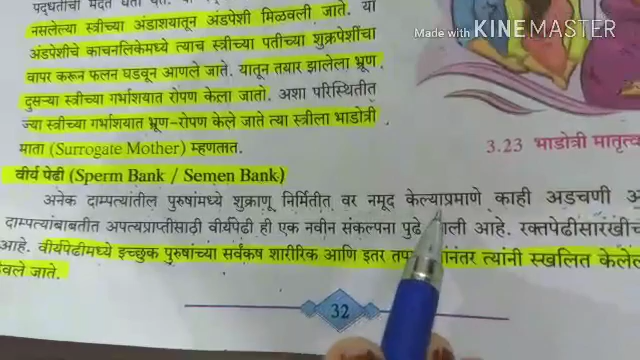 Made with KINEMASTER
पद्धतीची मदत घेता येते.
नसलेल्या स्त्रीच्या अंडाशयातून अंडपेशी मिळवली जाते. या
अंडपेशीचे काचनलिकेमध्ये त्याच स्त्रीच्या पतीच्या शुक्रपेशींचा
वापर करून फलन घडवून आणले जाते. यातून तयार झालेला भ्रूण
दुसऱ्या स्त्रीच्या गर्भाशयात रोपण केला जातो. अशा परिस्थितीत
ज्या स्त्रीच्या गर्भाशयात भ्रूण-रोपण केले जाते त्या स्त्रीला भाडोत्री
माता (Surrogate Mother) म्हणतात.
3.23 भाडोत्री मातृत्व
वीर्य पेढी (Sperm Bank / Semen Bank)
अनेक दाम्पत्यांतील पुरुषांमध्ये शुक्राणू निर्मितीत वर नमूद केल्याप्रमाणे काही अडचणी
दाम्पत्यांबाबतीत अपत्यप्राप्तीसाठी वीर्यपेढी ही एक नवीन संकल्पना पुढे आली आहे. रक्तपेढीसारखीच
आहे. वीर्यपेढीमध्ये इच्छुक पुरुषांच्या सर्वंकष शारीरिक आणि इतर त्यांनी स्खलित केलेल
ठेवले जाते.
32